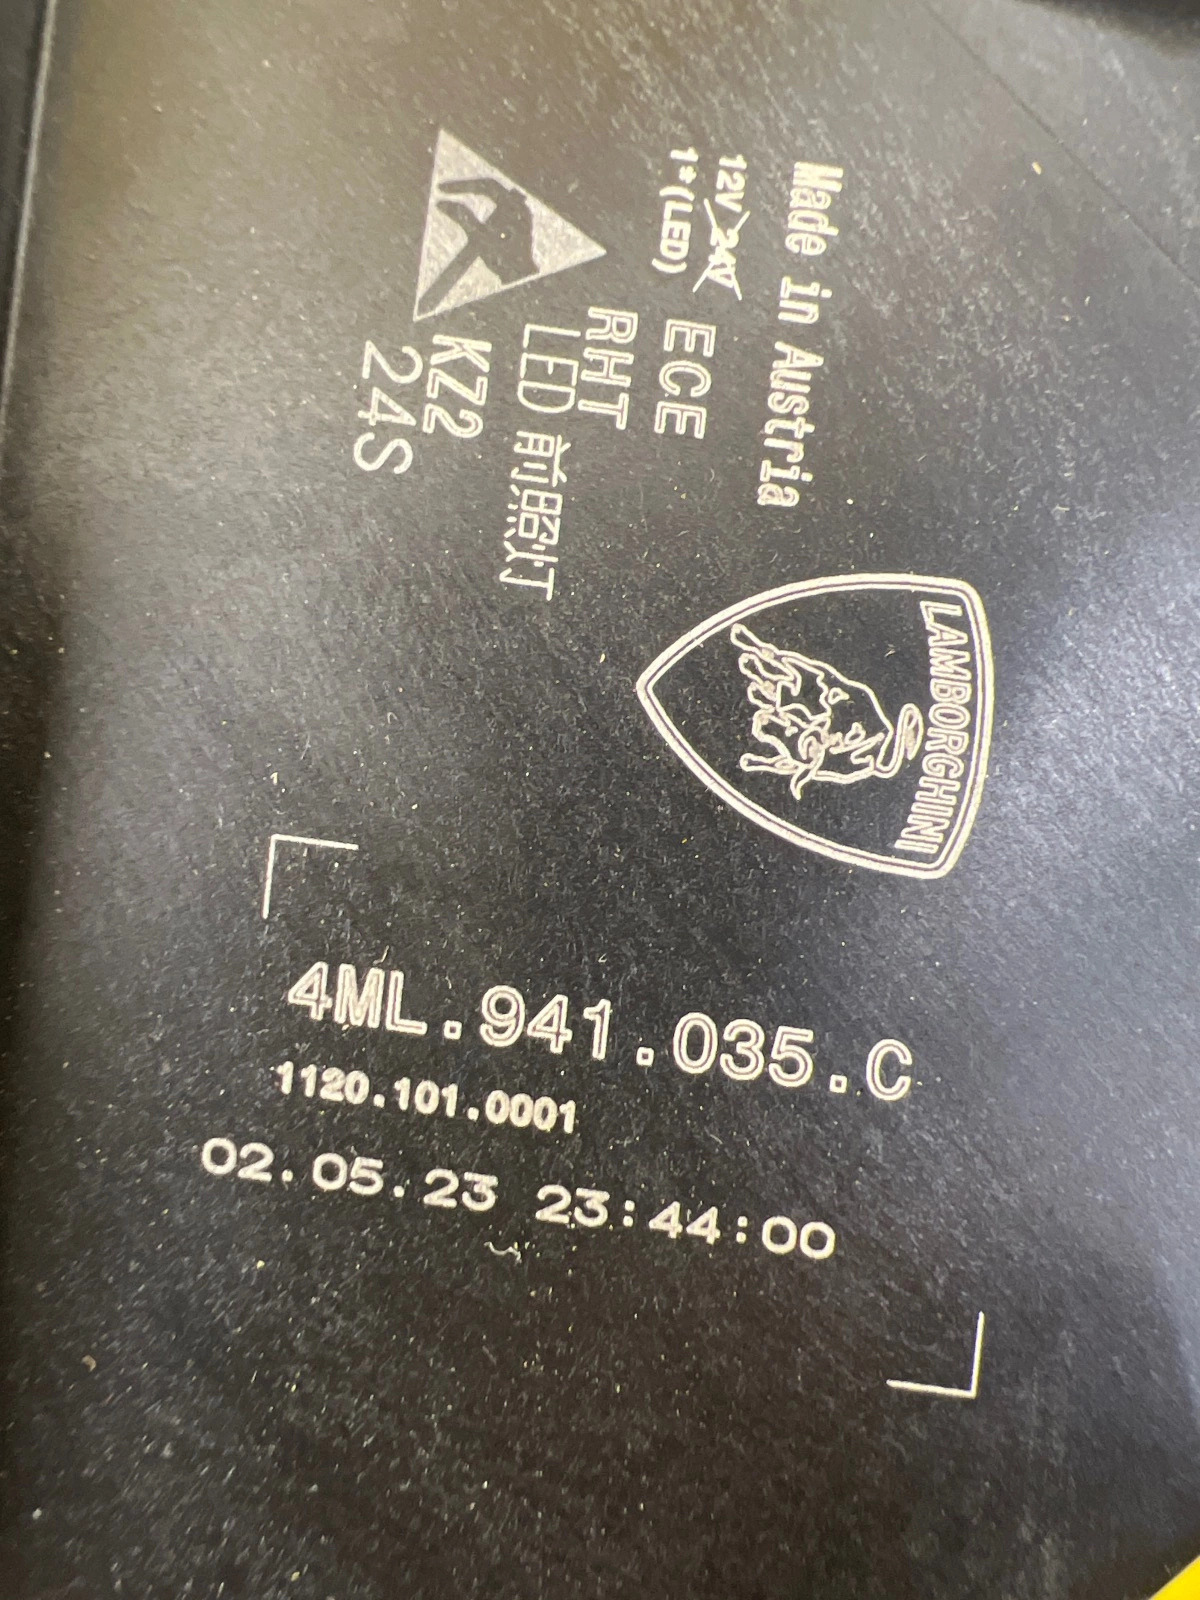 Made in Austria
12V 24V
1*(LED)
ECE
RHT
LED 前照灯
KZ2
24S
LAMBORGHINI
4ML.941.035.C
1120.101.0001
02.05.23 23:44:00